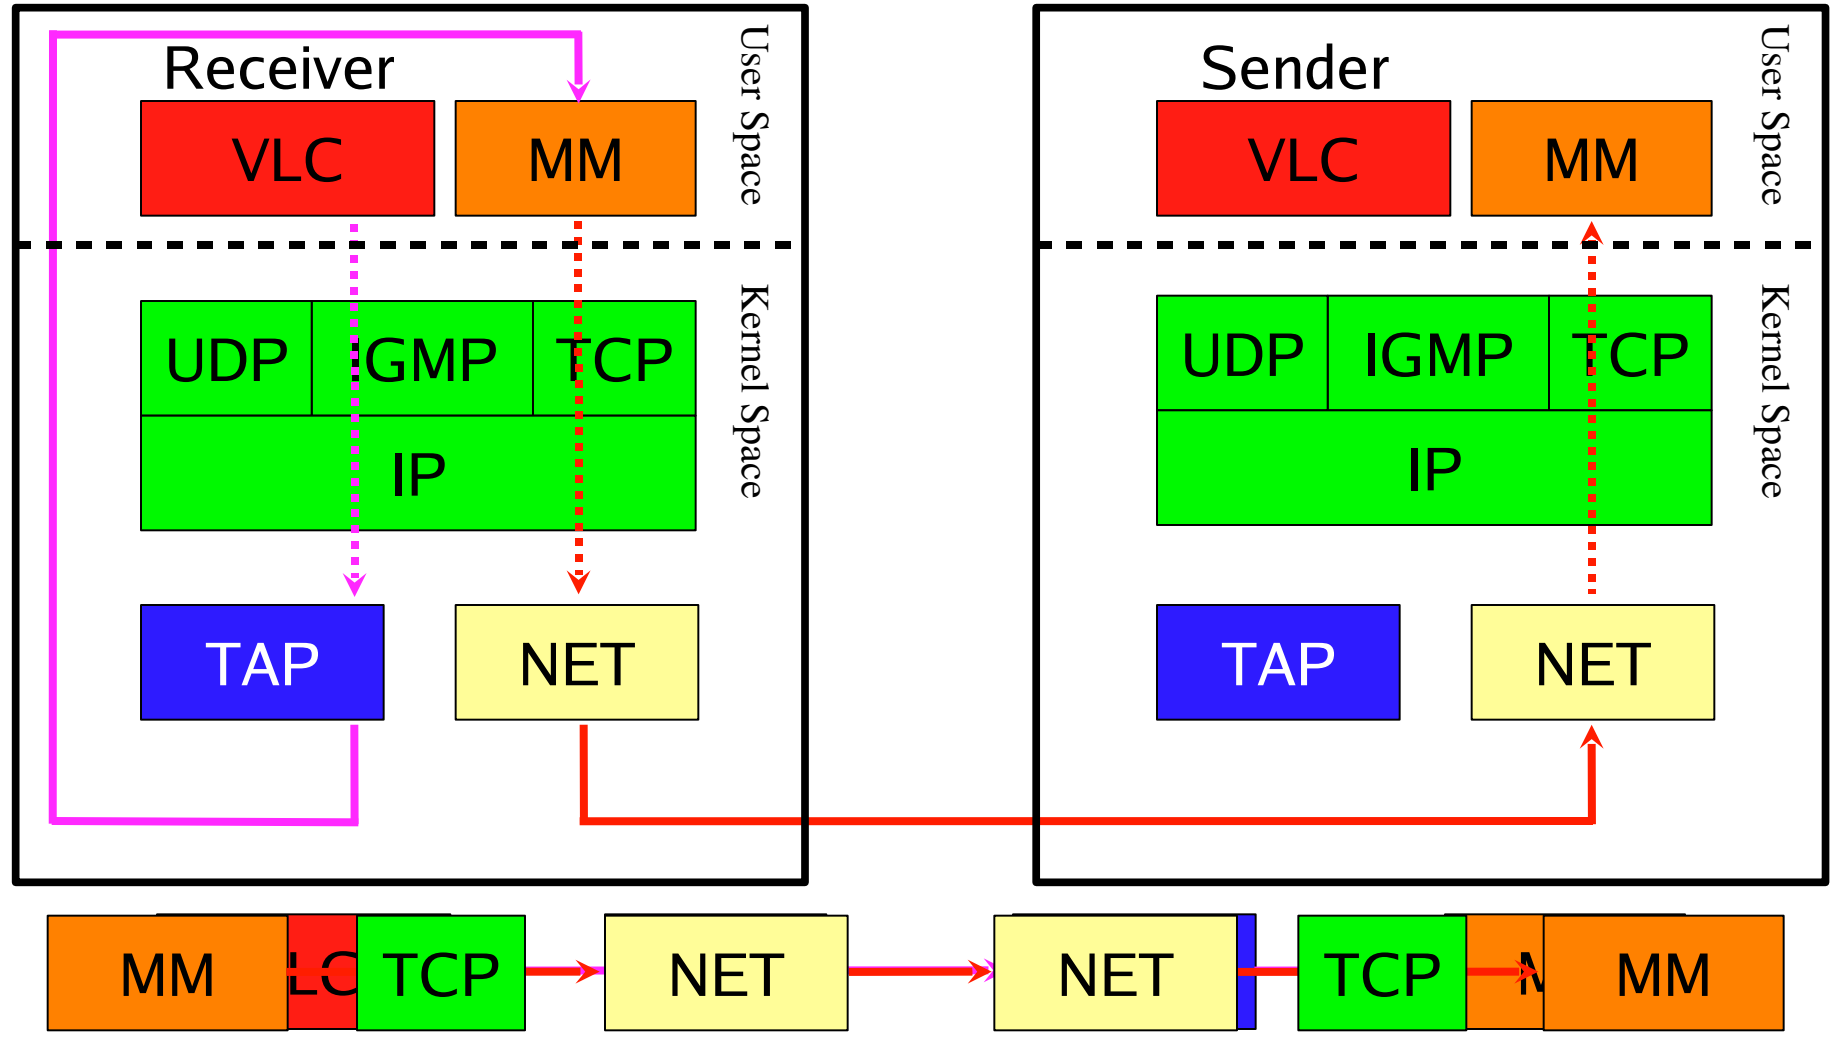 Receiver
VLC
MM
User Space
UDP
IGMP
TCP
IP
Kernel Space
TAP
NET
Sender
VLC
MM
User Space
UDP
IGMP
TCP
IP
Kernel Space
TAP
NET
MM
LC
TCP
NET
NET
TCP
MM